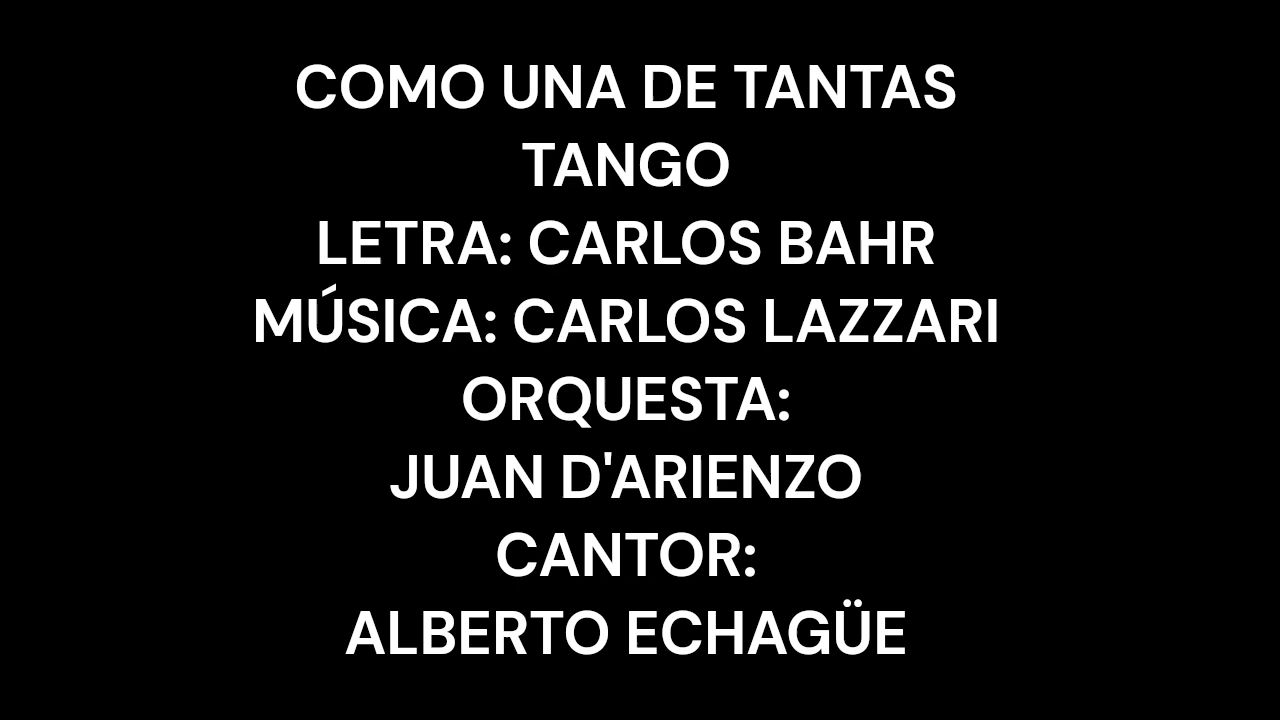 COMO UNA DE TANTAS
TANGO
LETRA: CARLOS BAHR
MÚSICA: CARLOS LAZZARI
ORQUESTA:
JUAN D'ARIENZO
CANTOR:
ALBERTO ECHAGÜE